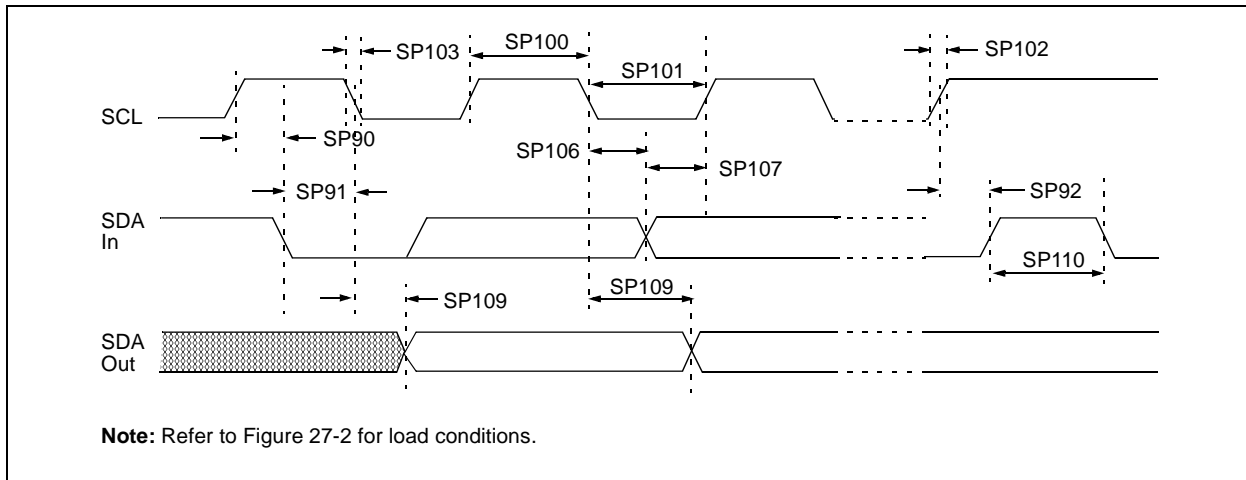 SP103
SP100
SP101
SP102
SCL
SP90
SP106
SP107
SP91
SP92
SDA
In
SP110
SP109
SP109
SDA
Out
Note: Refer to Figure 27-2 for load conditions.